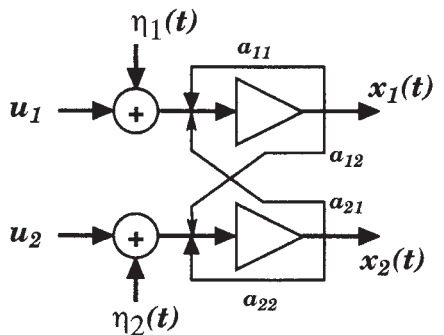 η1(t)
a11
x1(t)
u1
+
a12
a21
u2
+
x2(t)
a22
η2(t)